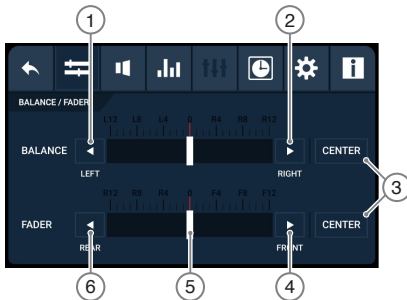 1 2
BALANCE / FADER
L12 L8 L4 0 R4 R8 R12
BALANCE CENTER
LEFT RIGHT
3
R12 R8 R4 0 F4 F8 F12
FADER CENTER
REAR FRONT
6 5 4